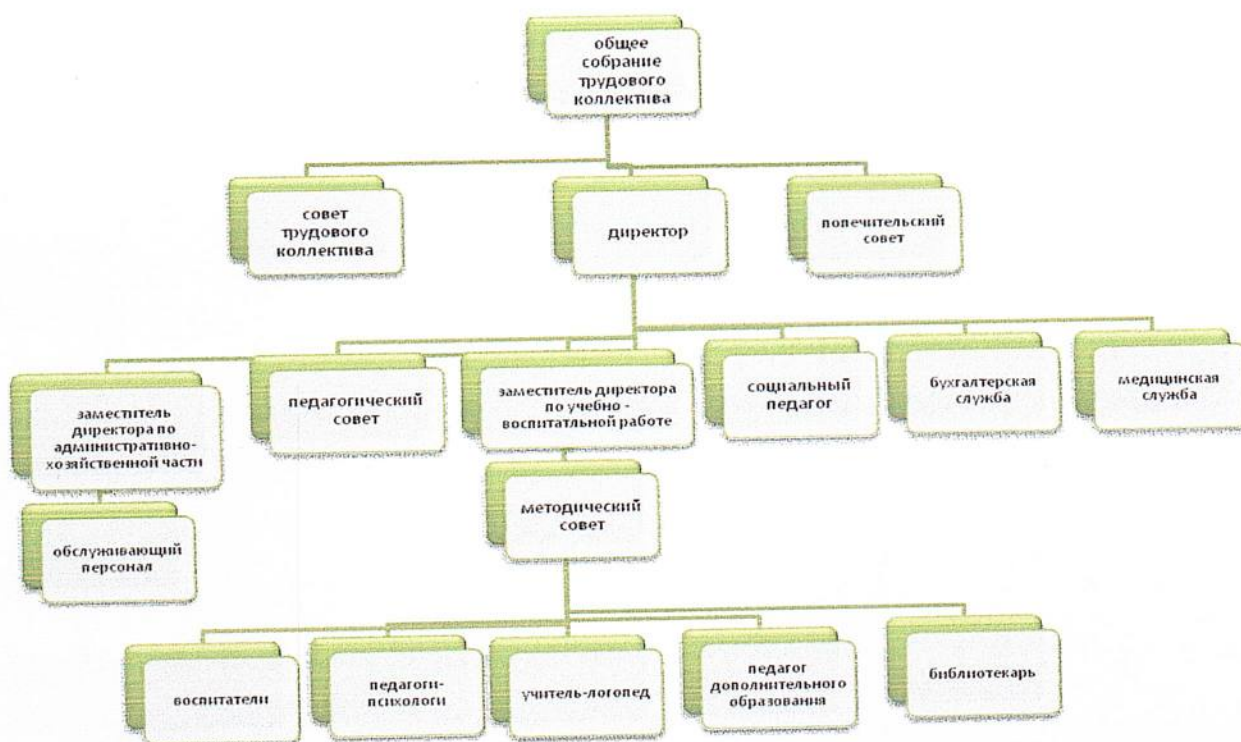 общее
собрание
трудового
коллектива
совет
трудового
коллектива
директор
попечительский
совет
заместитель
директора по
административно-
хозяйственной части
педагогический
совет
заместитель директора
по учебно -
воспитатльной работе
социальный
педагог
бухгалтерская
служба
медицинская
служба
обслуживающий
персонал
методический
совет
воспитатели
педагоги-
психологи
учитель-логопед
педагог
дополнительного
образования
библиотекарь